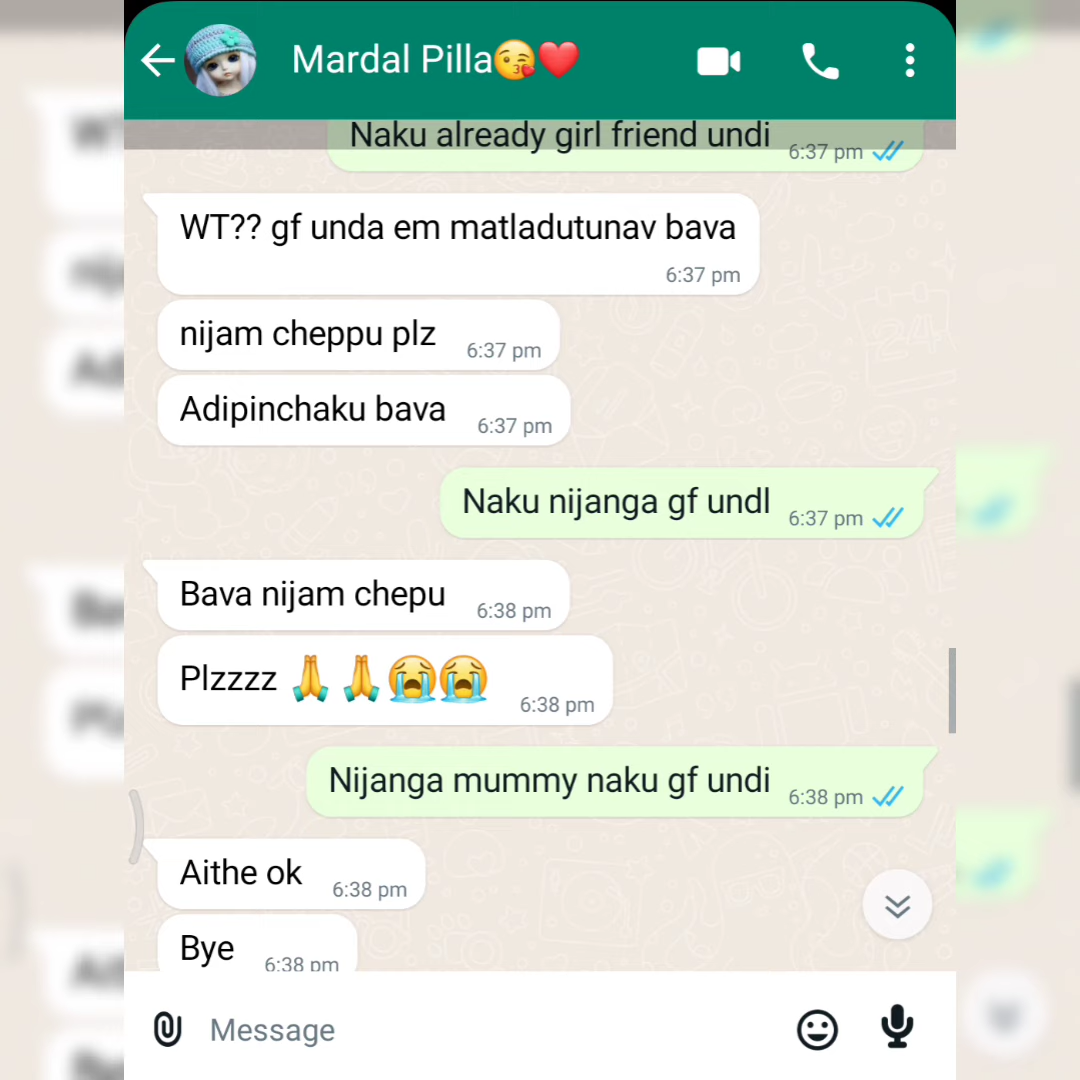 Mardal Pilla😘❤️
Naku already girl friend undi 6:37 pm
WT?? gf unda em matladutunav bava
6:37 pm
nijam cheppu plz 6:37 pm
Adipinchaku bava 6:37 pm
Naku nijanga gf undl 6:37 pm
Bava nijam chepu 6:38 pm
Plzzzz 🙏🙏😭😭 6:38 pm
Nijanga mummy naku gf undi 6:38 pm
Aithe ok 6:38 pm
Bye 6:38 pm
Message